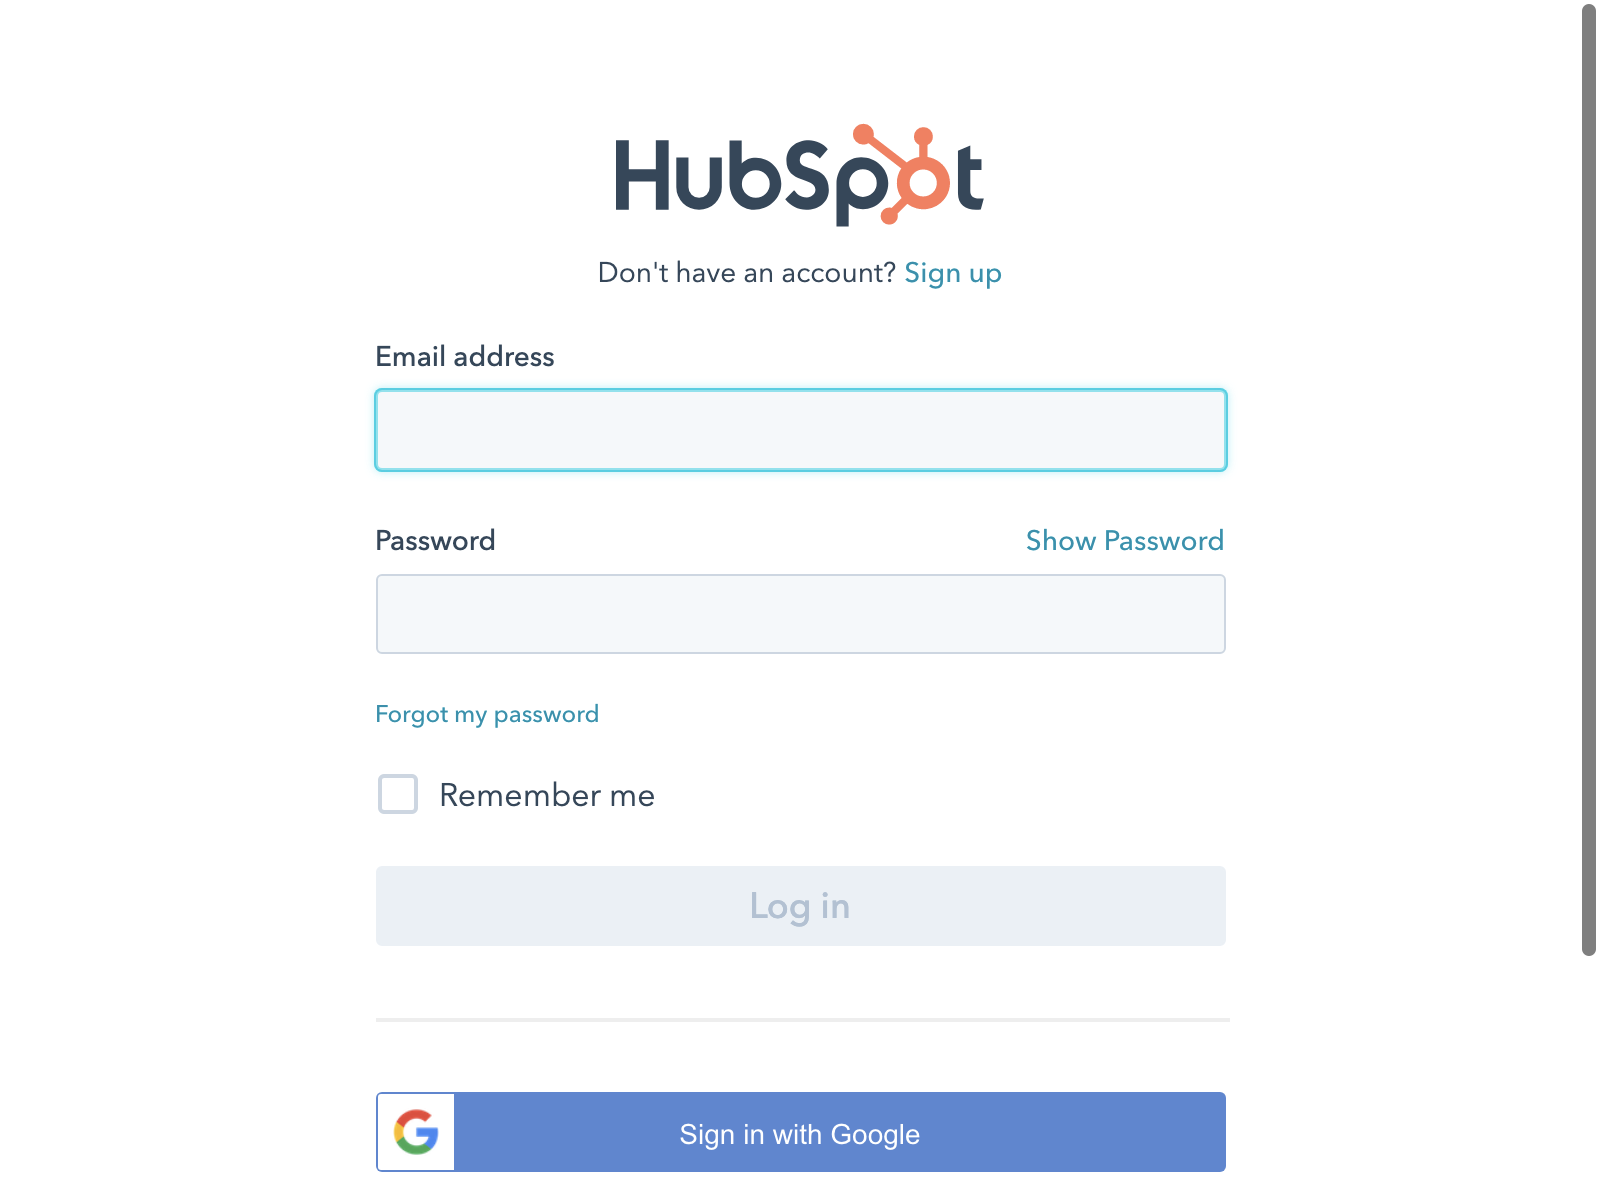 HubSpot
Don't have an account? Sign up
Email address
Password Show Password
Forgot my password
Remember me
Log in
Sign in with Google